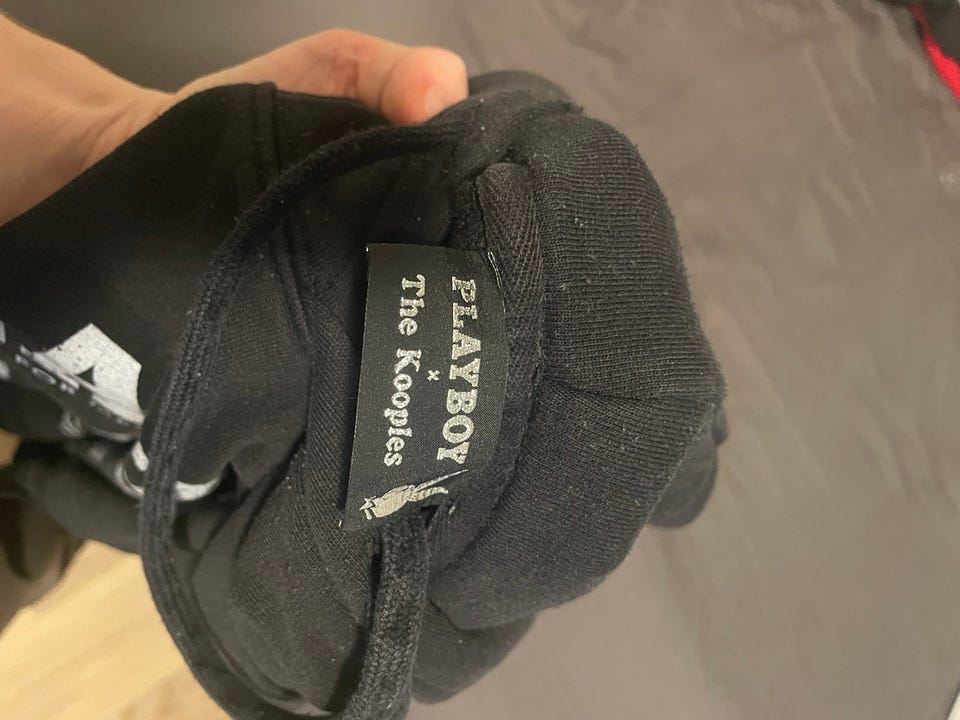 PLAYBOY
x
The Kooples